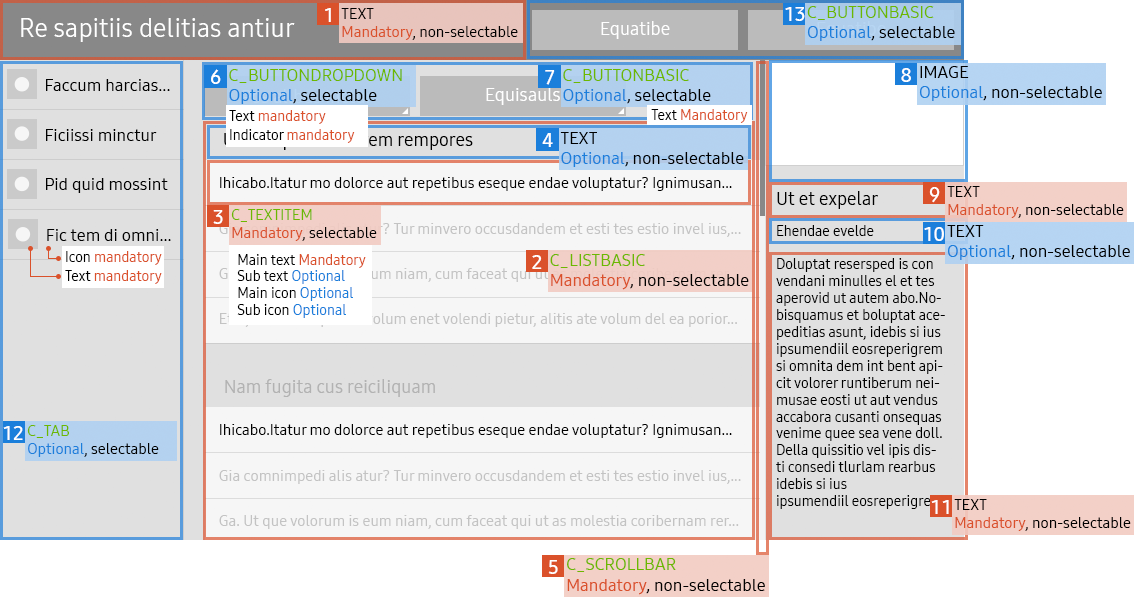 Re sapitiis delitias antiur
1 TEXT
Mandatory, non-selectable
Equatibe
13 C_BUTTONBASIC
Optional, selectable
Faccum harcias...
Ficiissi minctur
Pid quid mossint
Fic tem di omni...
Icon mandatory
Text mandatory
12 C_TAB
Optional, selectable
6 C_BUTTONDROPDOWN
Optional, selectable
Text mandatory
Indicator mandatory
Equisauls
7 C_BUTTONBASIC
Optional, selectable
Text Mandatory
em rempores
4 TEXT
Optional, non-selectable
Ihicabo.Itatur mo dolorce aut repetibus eseque endae voluptatur? Ignimusan...
3 C_TEXTITEM
Mandatory, selectable
? Tur minvero occusdandem et esti tes estio invel ius,...
Main text Mandatory
Sub text Optional
Main icon Optional
Sub icon Optional
2 C_LISTBASIC
Mandatory, non-selectable
um niam, cum faceat qui
olum enet volendi pietur, alitis ate volum del ea porior...
Nam fugita cus reiciliquam
Ihicabo.Itatur mo dolorce aut repetibus eseque endae voluptatur? Ignimusan...
Gia comnimpedi alis atur? Tur minvero occusdandem et esti tes estio invel ius,...
Ga. Ut que volorum is eum niam, cum faceat qui ut as molestia coribernam rer...
5 C_SCROLLBAR
Mandatory, non-selectable
8 IMAGE
Optional, non-selectable
Ut et expelar
9 TEXT
Mandatory, non-selectable
Ehendae evelde
10 TEXT
Optional, non-selectable
Doluptat resersped is con
vendani minulles el et tes
aperovid ut autem abo.No-
bisquamus et boluptat ace-
peditias asunt, idebis si ius
ipsumendiil eosreperigrem
si omnita dem int bent api-
cit volorer runtiberum nei-
musae eosti ut aut vendus
accabora cusanti onsequas
venime quee sea vene doll.
Della quissitio vel ipis dis-
ti consedi tlurlam rearbus
idebis si ius
ipsumendiil eosreperigre
11 TEXT
Mandatory, non-selectable